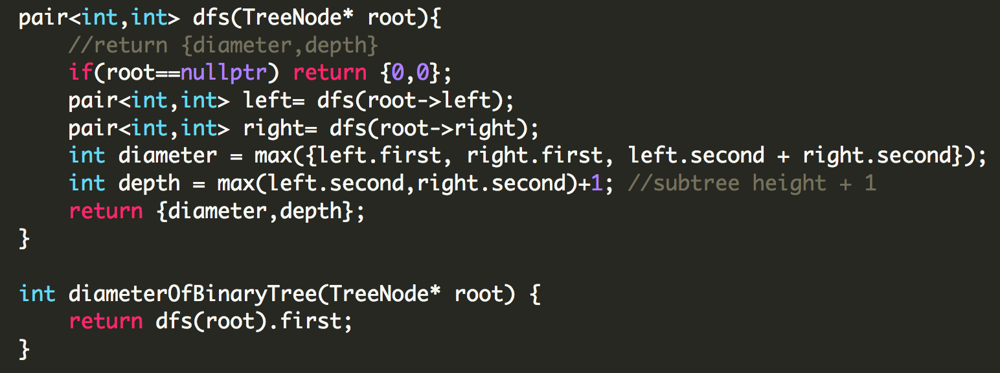 pair<int,int> dfs(TreeNode* root){
    //return {diameter,depth}
    if(root==nullptr) return {0,0};
    pair<int,int> left= dfs(root->left);
    pair<int,int> right= dfs(root->right);
    int diameter = max({left.first, right.first, left.second + right.second});
    int depth = max(left.second,right.second)+1; //subtree height + 1
    return {diameter,depth};
}

int diameterOfBinaryTree(TreeNode* root) {
    return dfs(root).first;
}